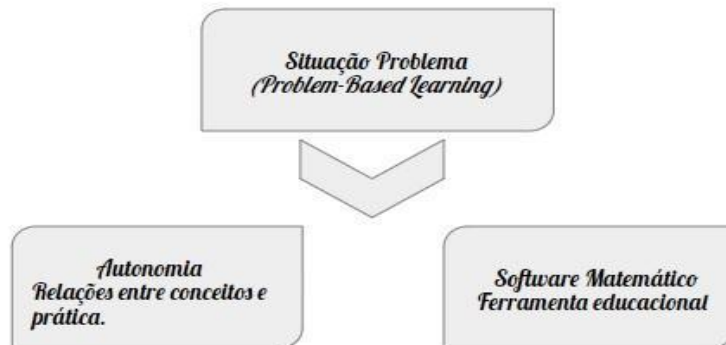 Situação Problema
(Problem-Based Learning)
Autonomia
Relações entre conceitos e
prática.
Software Matemático
Ferramenta educacional